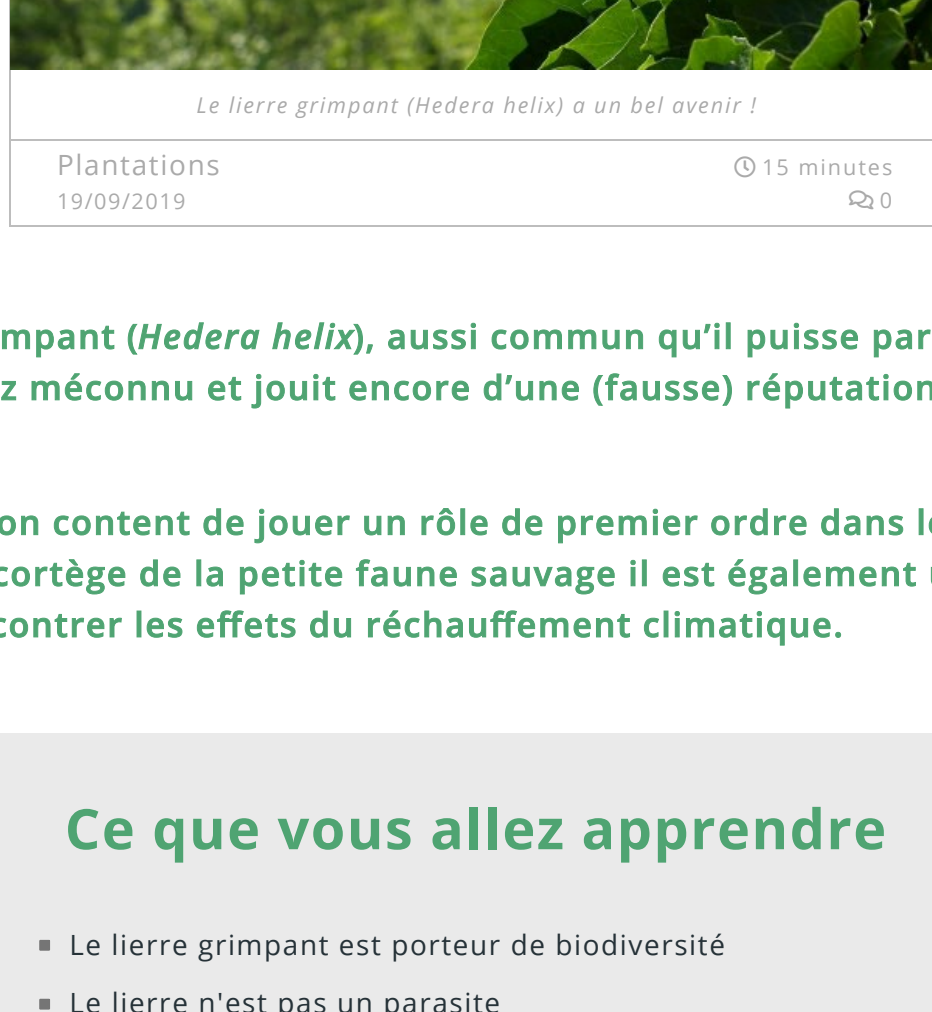 Le lierre grimpant (Hedera helix) a un bel avenir !
Plantations
15 minutes
19/09/2019
0
(Hedera helix), aussi commun qu’il puisse
méconnu et jouit encore d’une (fausse) réputation
content de jouer un rôle de premier ordre dans
cortège de la petite faune sauvage il est également
contrer les effets du réchauffement climatique.
Ce que vous allez apprendre
Le lierre grimpant est porteur de biodiversité
Le lierre n'est pas un parasite